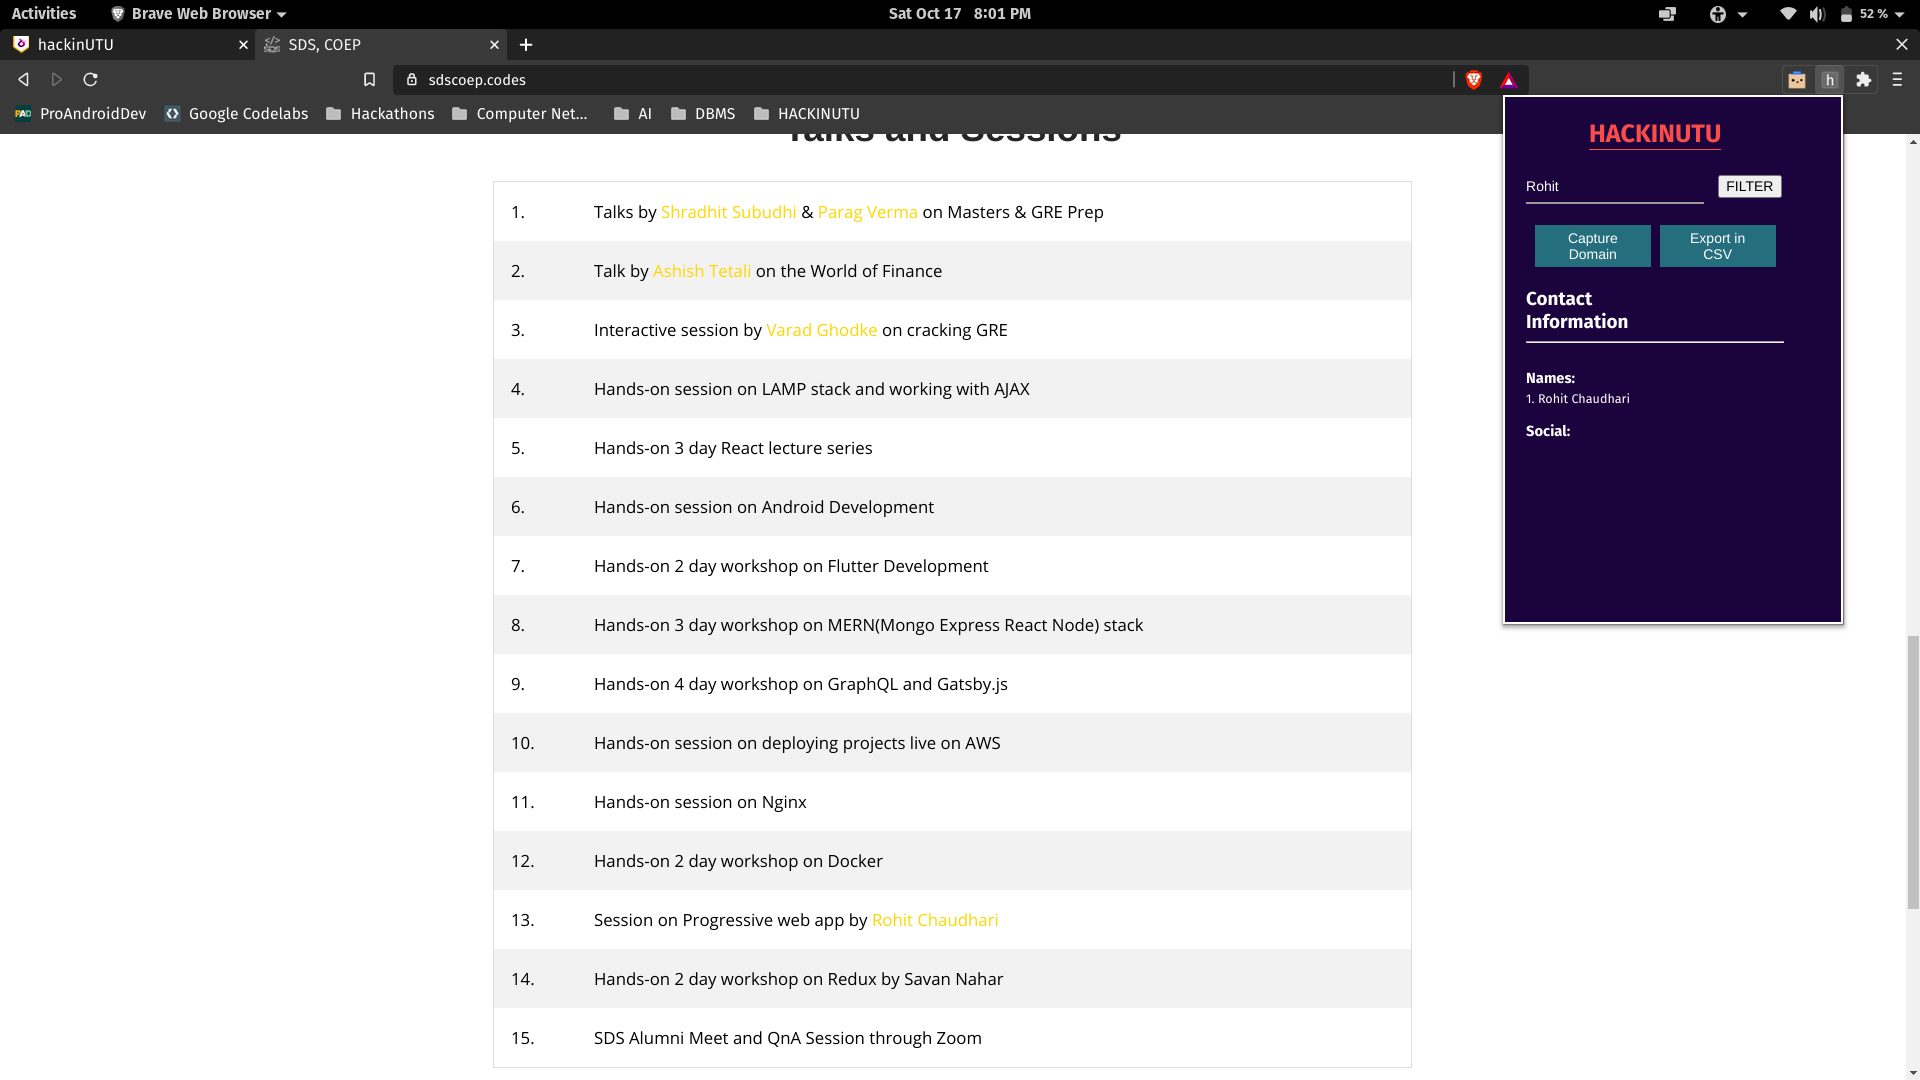 Activities
Brave Web Browser
Sat Oct 17 8:01 PM
52 %
hackinUTU
SDS, COEP
sdscoep.codes
h
PAD ProAndroidDev
Google Codelabs
Hackathons
Computer Net...
AI
DBMS
HACKINUTU
Talks and Sessions
1. Talks by Shradhit Subudhi & Parag Verma on Masters & GRE Prep
2. Talk by Ashish Tetali on the World of Finance
3. Interactive session by Varad Ghodke on cracking GRE
4. Hands-on session on LAMP stack and working with AJAX
5. Hands-on 3 day React lecture series
6. Hands-on session on Android Development
7. Hands-on 2 day workshop on Flutter Development
8. Hands-on 3 day workshop on MERN(Mongo Express React Node) stack
9. Hands-on 4 day workshop on GraphQL and Gatsby.js
10. Hands-on session on deploying projects live on AWS
11. Hands-on session on Nginx
12. Hands-on 2 day workshop on Docker
13. Session on Progressive web app by Rohit Chaudhari
14. Hands-on 2 day workshop on Redux by Savan Nahar
15. SDS Alumni Meet and QnA Session through Zoom
HACKINUTU
Rohit
FILTER
Capture
Domain
Export in
CSV
Contact
Information
Names:
1. Rohit Chaudhari
Social: